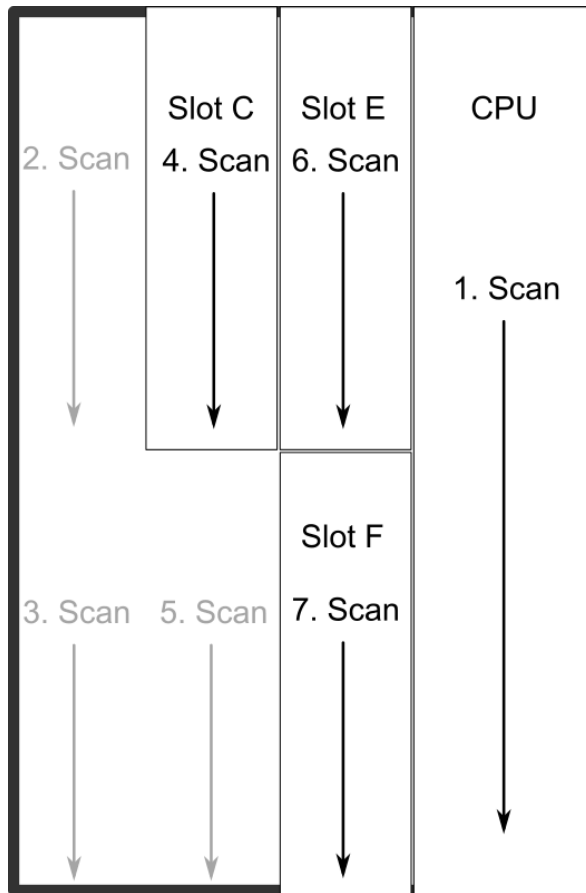 Slot C
Slot E
CPU
2. Scan
4. Scan
6. Scan
1. Scan
Slot F
3. Scan
5. Scan
7. Scan